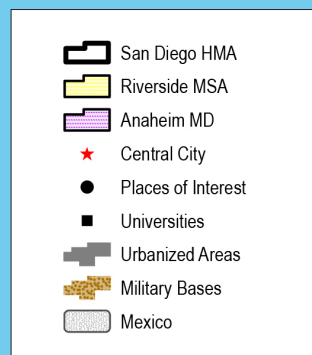 San Diego HMA
Riverside MSA
Anaheim MD
Central City
Places of Interest
Universities
Urbanized Areas
Military Bases
Mexico